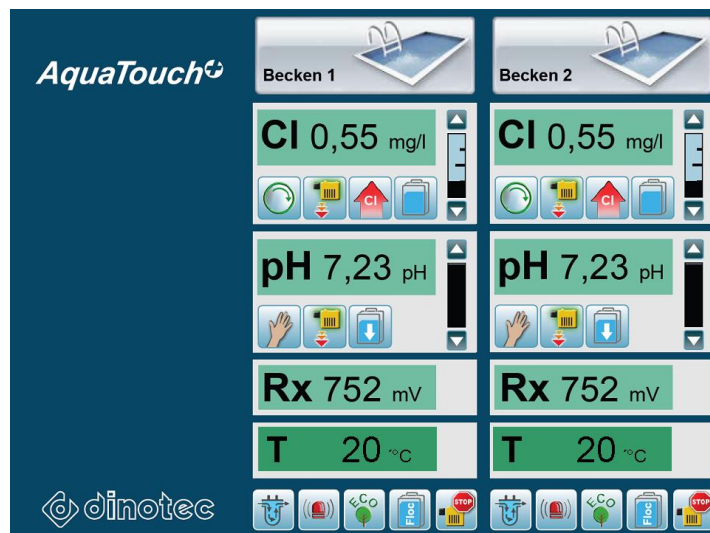 AquaTouch
Becken 1
Becken 2
Cl 0,55 mg/l
Cl 0,55 mg/l
Cl
Cl
pH 7,23 pH
pH 7,23 pH
Rx 752 mV
Rx 752 mV
T 20 °C
T 20 °C
dinotec
ECO
Floc
STOP
ECO
Floc
STOP